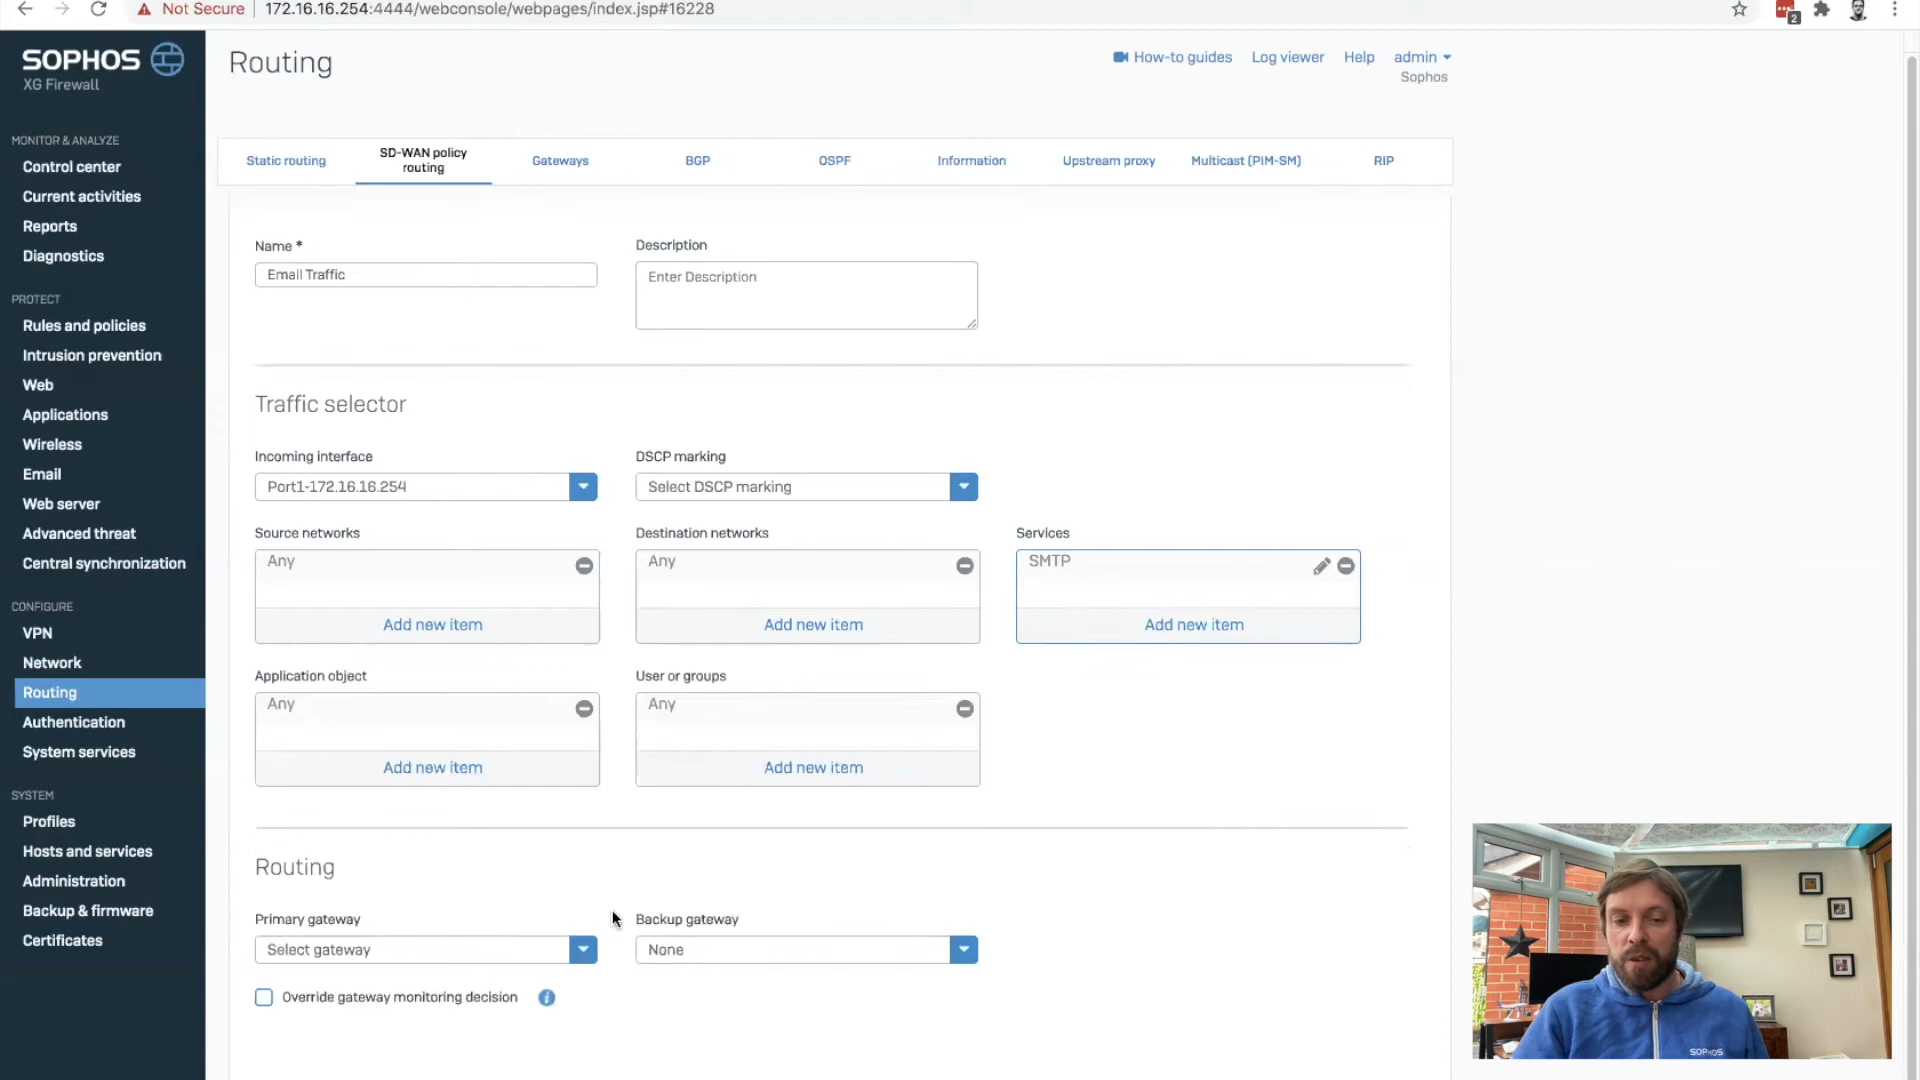 Not Secure 172.16.16.254:4444/webconsole/webpages/index.jsp#16228
2
SOPHOS
XG Firewall
MONITOR & ANALYZE
Control center
Current activities
Reports
Diagnostics
PROTECT
Rules and policies
Intrusion prevention
Web
Applications
Wireless
Email
Web server
Advanced threat
Central synchronization
CONFIGURE
VPN
Network
Routing
Authentication
System services
SYSTEM
Profiles
Hosts and services
Administration
Backup & firmware
Certificates
Routing
How-to guides Log viewer Help admin
Sophos
Static routing
SD-WAN policy
routing
Gateways
BGP
OSPF
Information
Upstream proxy
Multicast (PIM-SM)
RIP
Name *
Email Traffic
Description
Enter Description
Traffic selector
Incoming interface
Port1-172.16.16.254
DSCP marking
Select DSCP marking
Source networks
Any
Add new item
Destination networks
Any
Add new item
Services
SMTP
Add new item
Application object
Any
Add new item
User or groups
Any
Add new item
Routing
Primary gateway
Select gateway
Backup gateway
None
Override gateway monitoring decision
SOPHOS